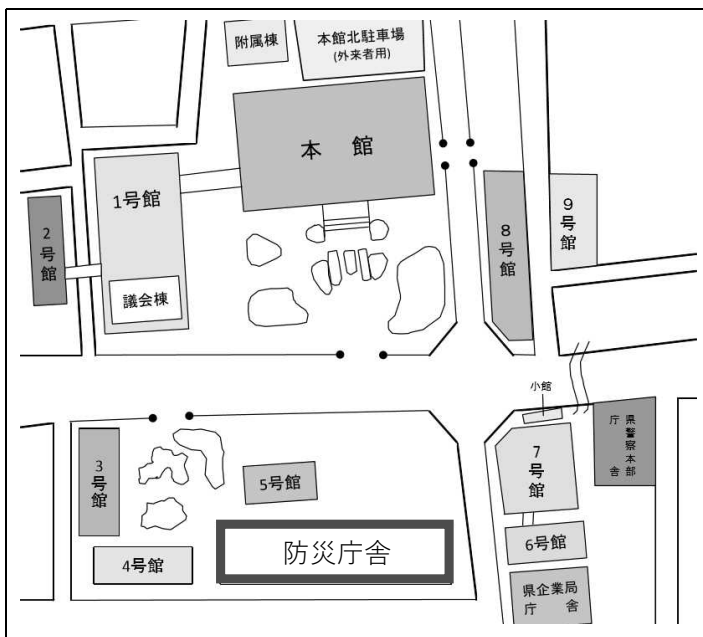 附属棟
本館北駐車場
(外来者用)
本 館
1号館
2号館
議会棟
8号館
9号館
小館
県警察本部
庁舎
7号館
3号館
5号館
6号館
4号館
防災庁舎
県企業局
庁 舎